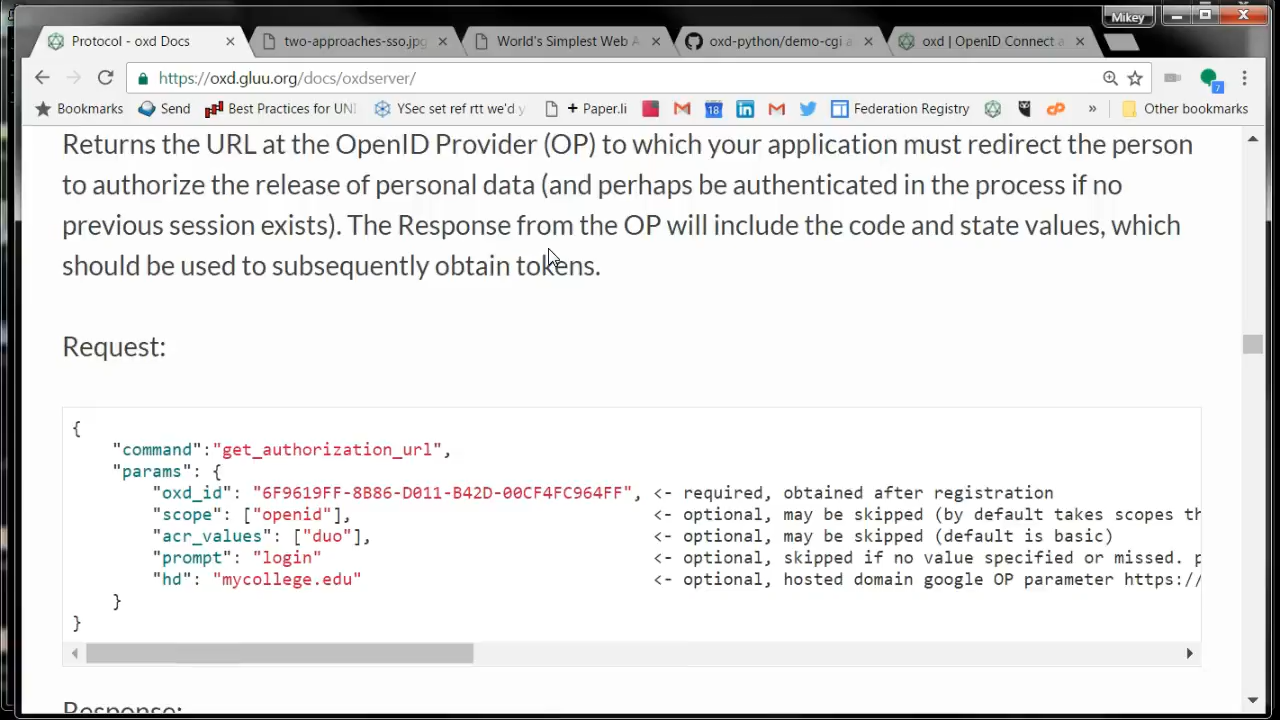 Mikey
Protocol - oxd Docs
two-approaches-sso.jpg
World's Simplest Web A
oxd-python/demo-cgi a
oxd | OpenID Connect a
https://oxd.gluu.org/docs/oxdserver/
7
Bookmarks
Send
Best Practices for UNI
YSec set ref rtt we'd y
+ Paper.li
18
Federation Registry
»
Other bookmarks
Returns the URL at the OpenID Provider (OP) to which your application must redirect the person
to authorize the release of personal data (and perhaps be authenticated in the process if no
previous session exists). The Response from the OP will include the code and state values, which
should be used to subsequently obtain tokens.
Request:
{
"command":"get_authorization_url",
"params": {
"oxd_id": "6F9619FF-8B86-D011-B42D-00CF4FC964FF", <- required, obtained after registration
"scope": ["openid"], <- optional, may be skipped (by default takes scopes th
"acr_values": ["duo"], <- optional, may be skipped (default is basic)
"prompt": "login" <- optional, skipped if no value specified or missed. p
"hd": "mycollege.edu" <- optional, hosted domain google OP parameter https://
}
}
Response: